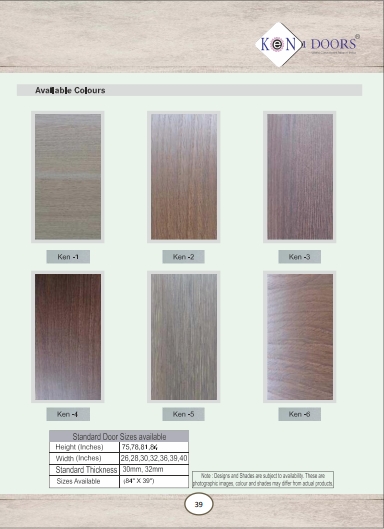 KeN DOORS®
Available Colours
Ken -1
Ken -2
Ken -3
Ken -4
Ken -5
Ken -6
Standard Door Sizes available
Height (Inches) 75,78,81,84
Width (Inches) 26,28,30,32,36,39,40
Standard Thickness 30mm, 32mm
Sizes Available (84" X 39")
Note : Designs and Shades are subject to availability. These are
photographic images colour and shades may differ from actual products.
39